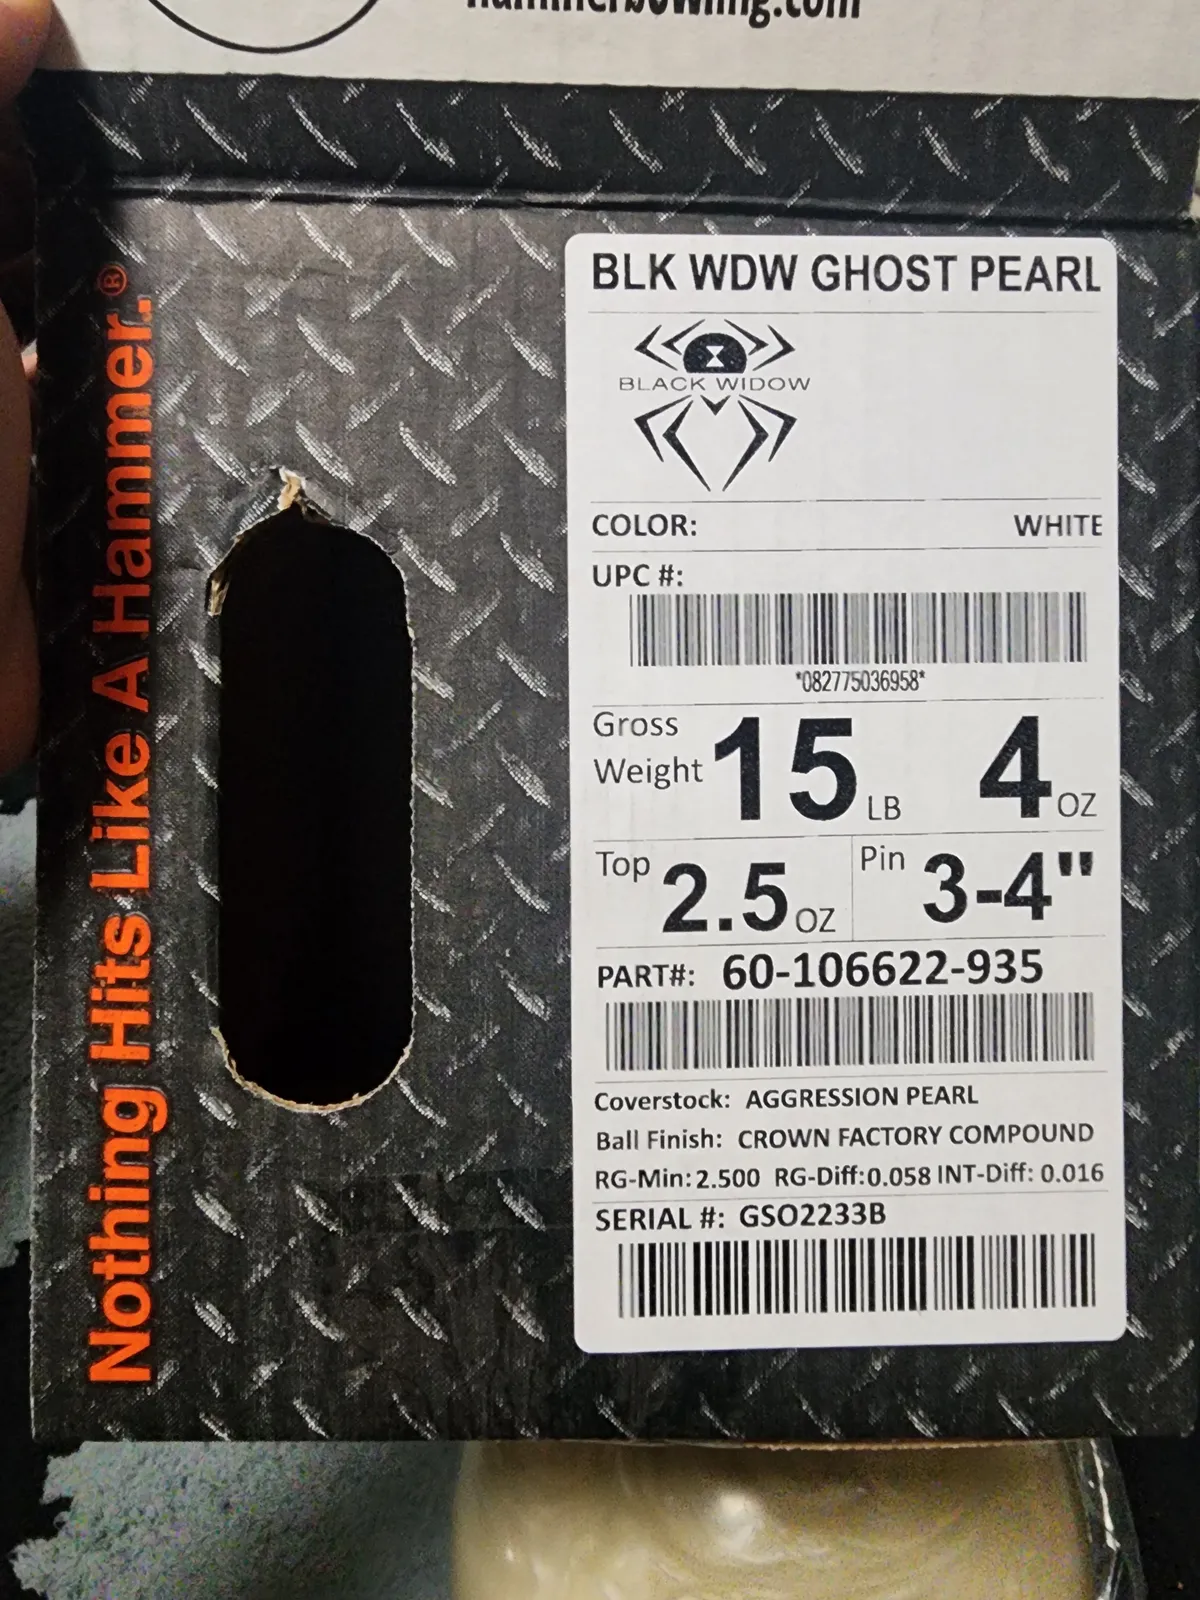 hammerbowling.com
Nothing Hits Like A Hammer.®
BLK WDW GHOST PEARL
BLACK WIDOW
COLOR: WHITE
UPC #:
*082775036958*
Gross Weight 15 LB 4 OZ
Top 2.5 OZ Pin 3-4"
PART#: 60-106622-935
Coverstock: AGGRESSION PEARL
Ball Finish: CROWN FACTORY COMPOUND
RG-Min: 2.500 RG-Diff: 0.058 INT-Diff: 0.016
SERIAL #: GSO2233B